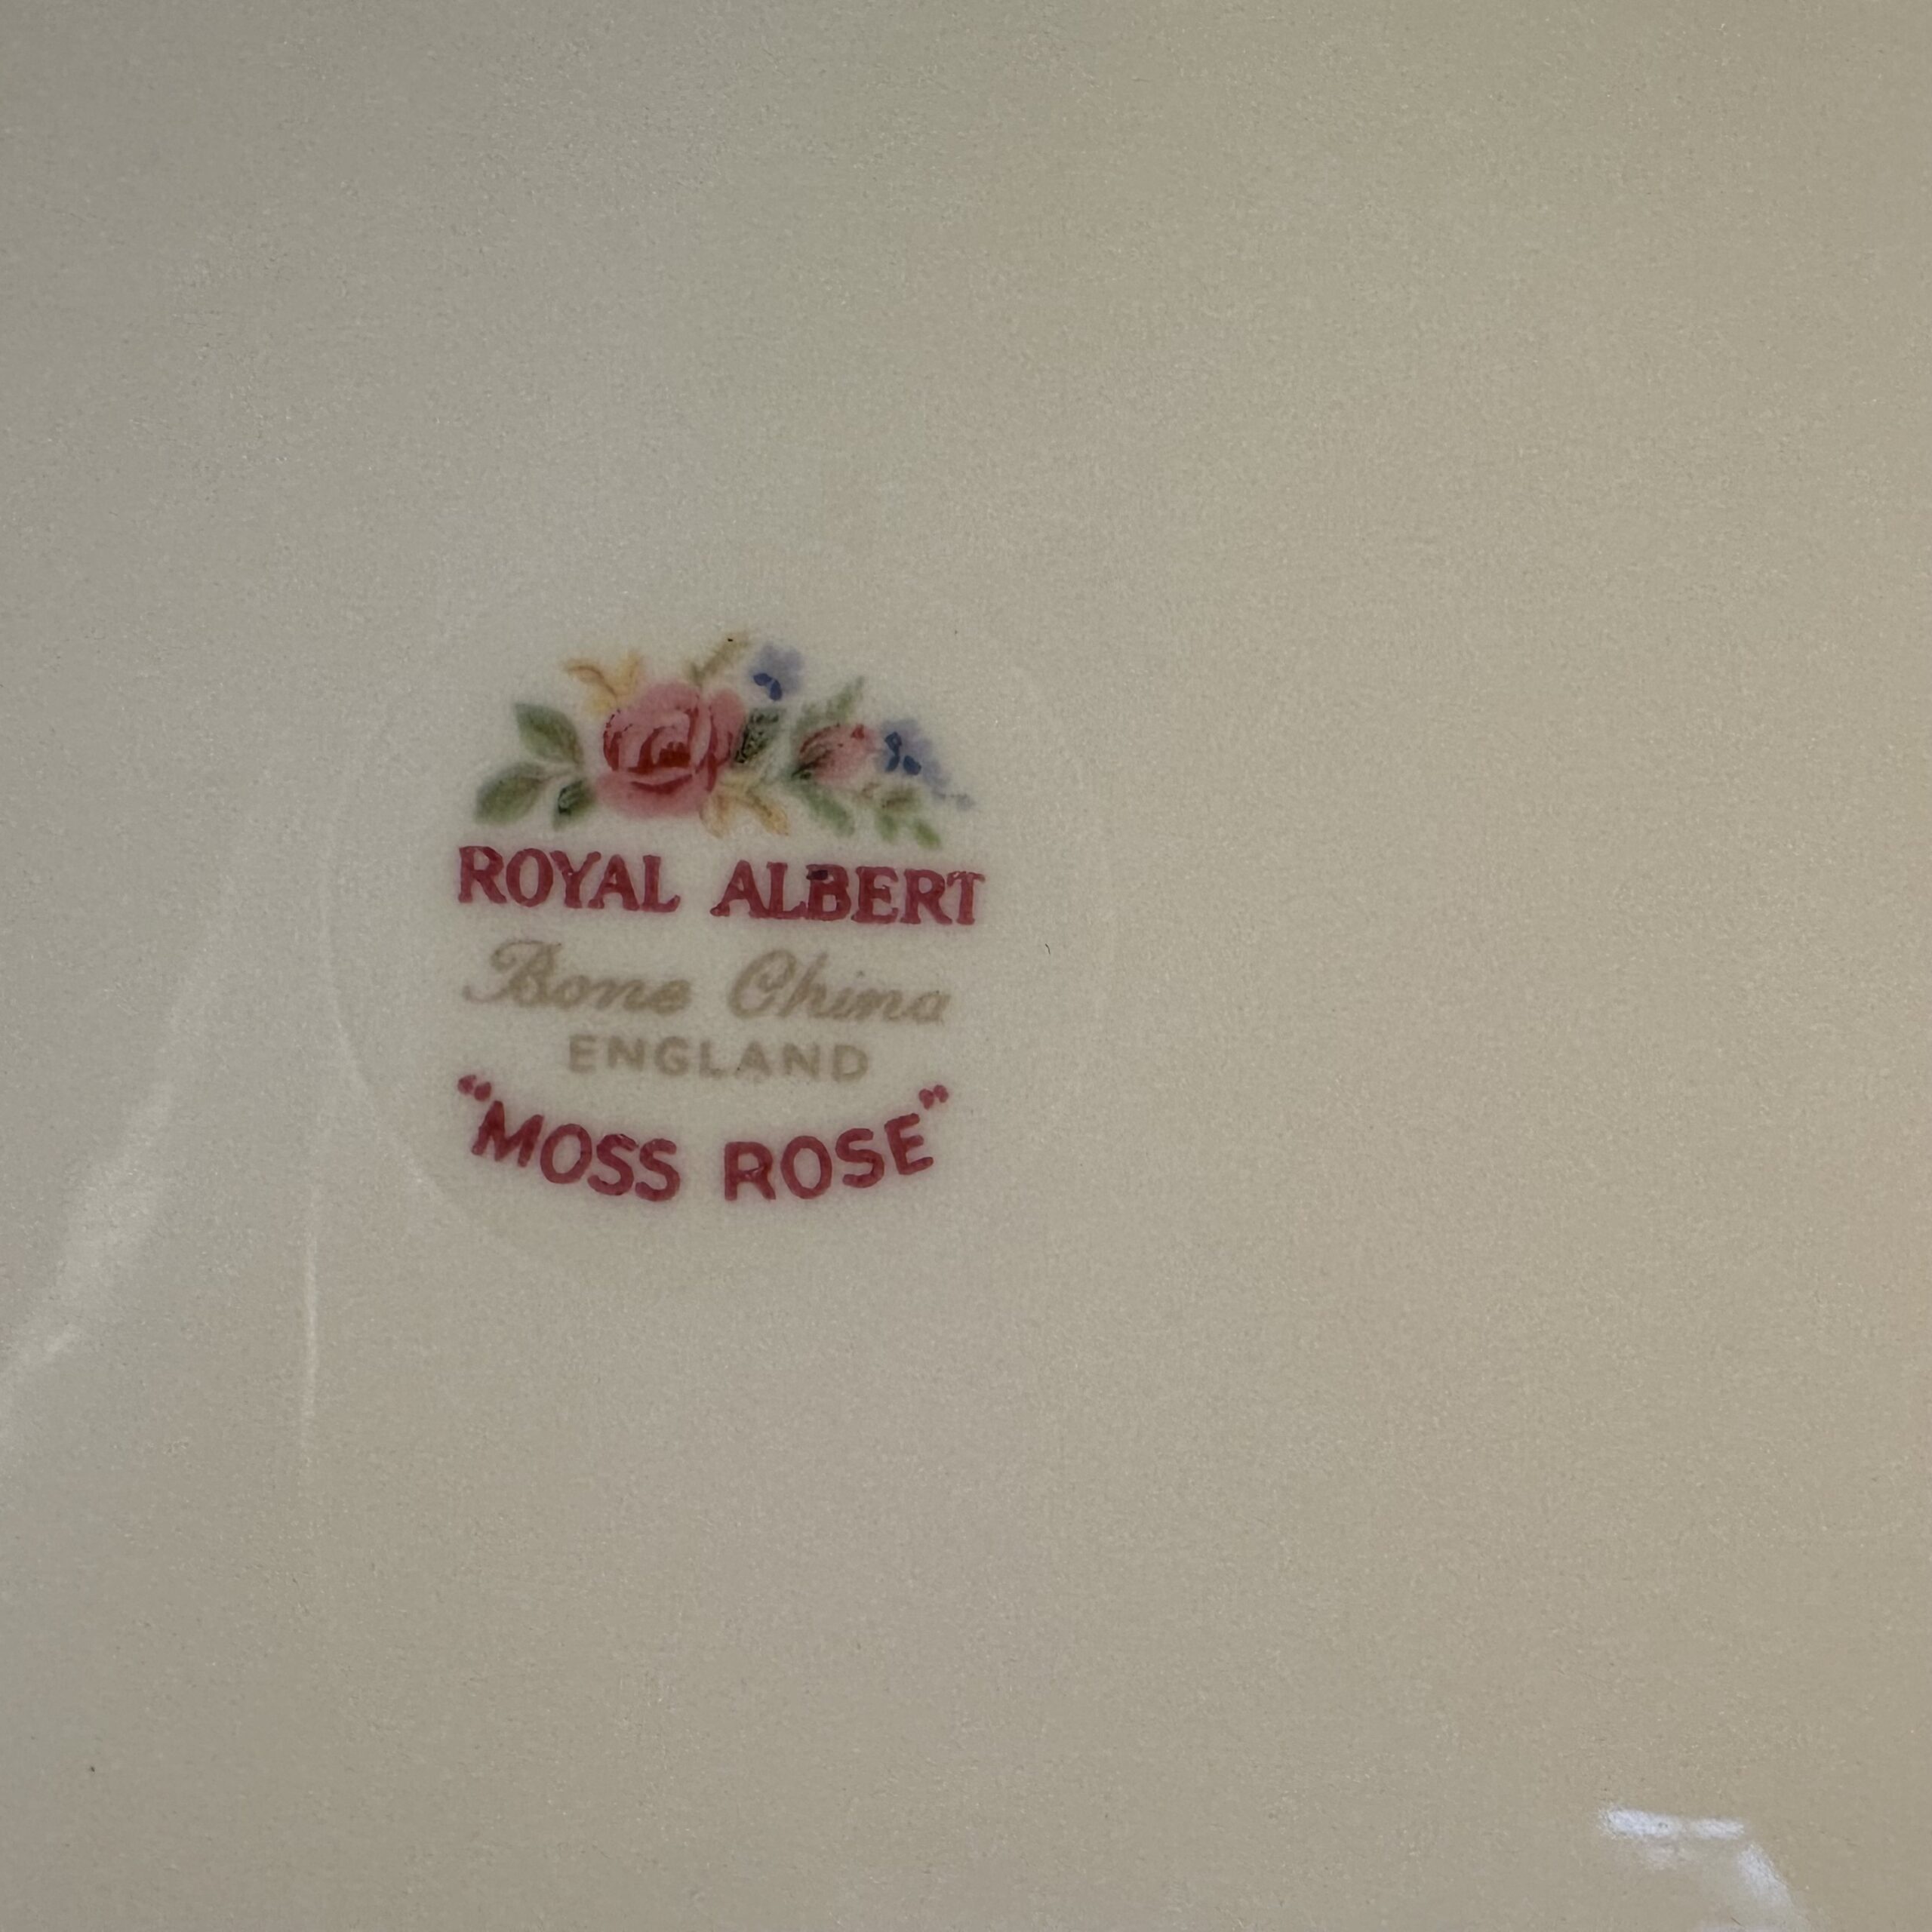 ROYAL ALBERT
Bone China
ENGLAND
"MOSS ROSE"